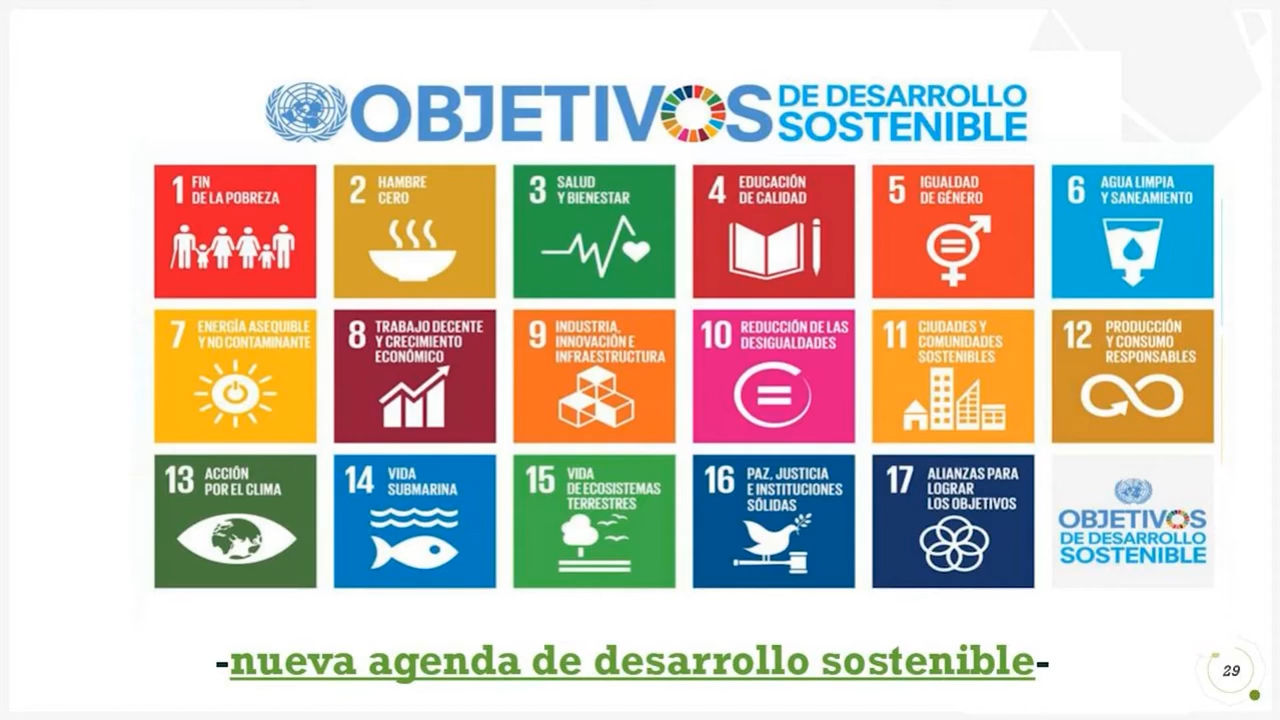 OBJETIVOS DE DESARROLLO
SOSTENIBLE
1 FIN
DE LA POBREZA
2 HAMBRE
CERO
3 SALUD
Y BIENESTAR
4 EDUCACIÓN
DE CALIDAD
5 IGUALDAD
DE GÉNERO
6 AGUA LIMPIA
Y SANEAMIENTO
7 ENERGÍA ASEQUIBLE
Y NO CONTAMINANTE
8 TRABAJO DECENTE
Y CRECIMIENTO
ECONÓMICO
9 INDUSTRIA,
INNOVACIÓN E
INFRAESTRUCTURA
10 REDUCCIÓN DE LAS
DESIGUALDADES
11 CIUDADES Y
COMUNIDADES
SOSTENIBLES
12 PRODUCCIÓN
Y CONSUMO
RESPONSABLES
13 ACCIÓN
POR EL CLIMA
14 VIDA
SUBMARINA
15 VIDA
DE ECOSISTEMAS
TERRESTRES
16 PAZ, JUSTICIA
E INSTITUCIONES
SÓLIDAS
17 ALIANZAS PARA
LOGRAR
LOS OBJETIVOS
OBJETIVOS
DE DESARROLLO
SOSTENIBLE
-nueva agenda de desarrollo sostenible-
29